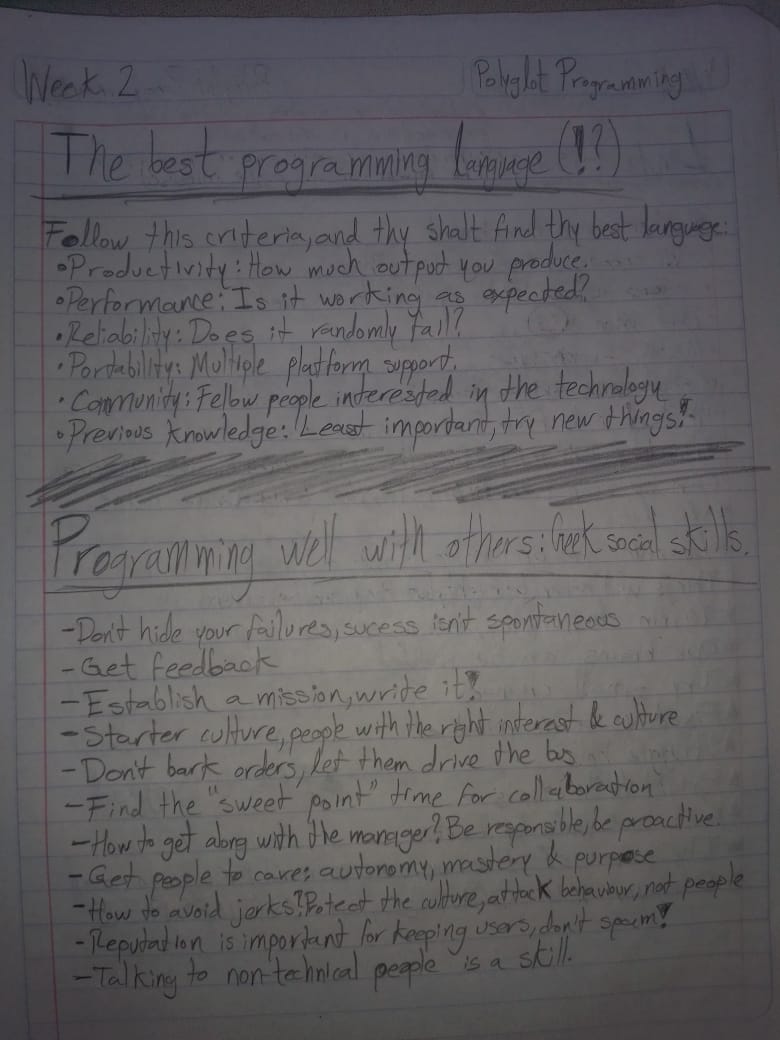 Week 2
Polyglot Programming
The best programming language (!?)
Follow this criteria, and thy shalt find thy best language:
• Productivity: How much output you produce.
• Performance: Is it working as expected?
• Reliability: Does it randomly fail?
• Portability: Multiple platform support.
• Community: Fellow people interested in the technology
• Previous knowledge: Least important, try new things!
Programming well with others: Geek social skills.
- Don't hide your failures, sucess isn't spontaneous
- Get feedback
- Establish a mission, write it!
- Starter culture, people with the right interest & culture
- Don't bark orders, let them drive the bus
- Find the "sweet point" time for collaboration
- How to get along with the manager? Be responsible, be proactive.
- Get people to care: autonomy, mastery & purpose
- How to avoid jerks? Protect the culture, attack behaviour, not people
- Reputation is important for keeping users, don't spam!
- Talking to non-technical people is a skill.